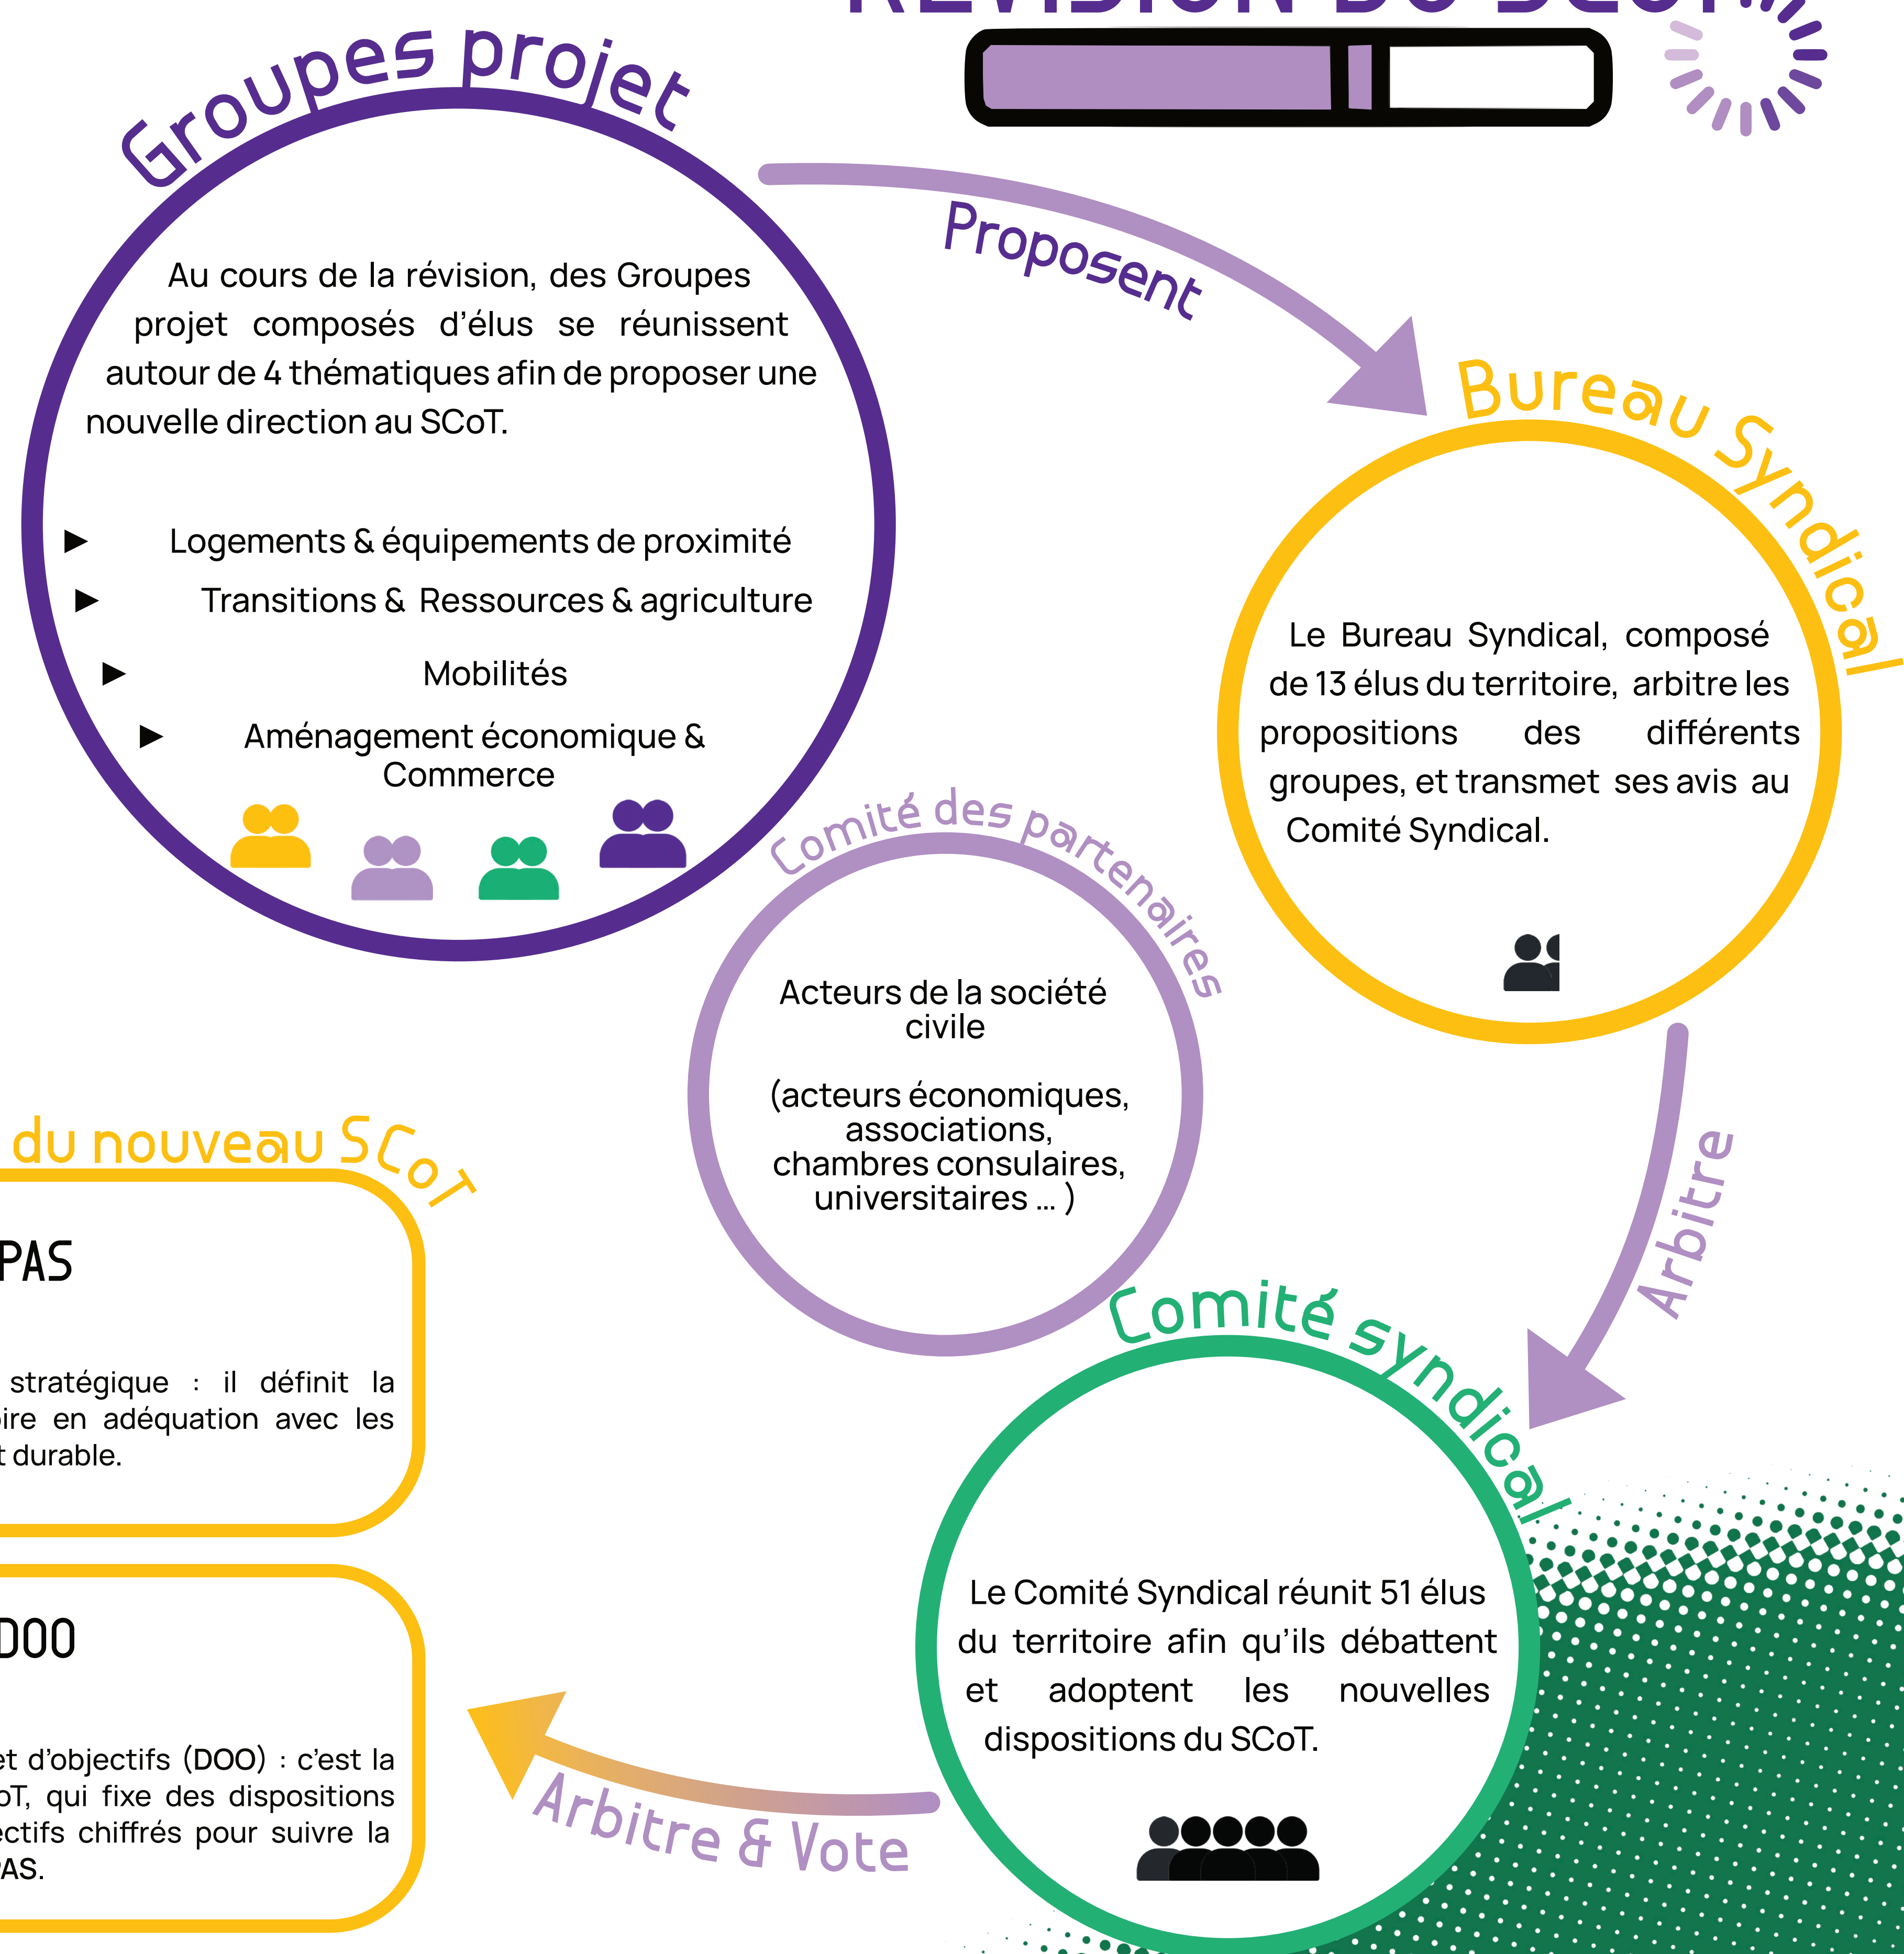 RÉVISION DU SCOT
Groupes projet
Au cours de la révision, des Groupes
projet composés d'élus se réunissent
autour de 4 thématiques afin de proposer une
nouvelle direction au SCoT.
► Logements & équipements de proximité
► Transitions & Ressources & agriculture
► Mobilités
► Aménagement économique &
Commerce
Proposent
Bureau Syndical
Le Bureau Syndical, composé
de 13 élus du territoire, arbitre les
propositions des différents
groupes, et transmet ses avis au
Comité Syndical.
Comité des partenaires
Acteurs de la société
civile
(acteurs économiques,
associations,
chambres consulaires,
universitaires ... )
Arbitre
Comité syndical
Le Comité Syndical réunit 51 élus
du territoire afin qu'ils débattent
et adoptent les nouvelles
dispositions du SCoT.
Arbitre & Vote
du nouveau SCoT
PAS
stratégique : il définit la
ire en adéquation avec les
t durable.
DOO
et d'objectifs (DOO) : c'est la
oT, qui fixe des dispositions
ectifs chiffrés pour suivre la
PAS.